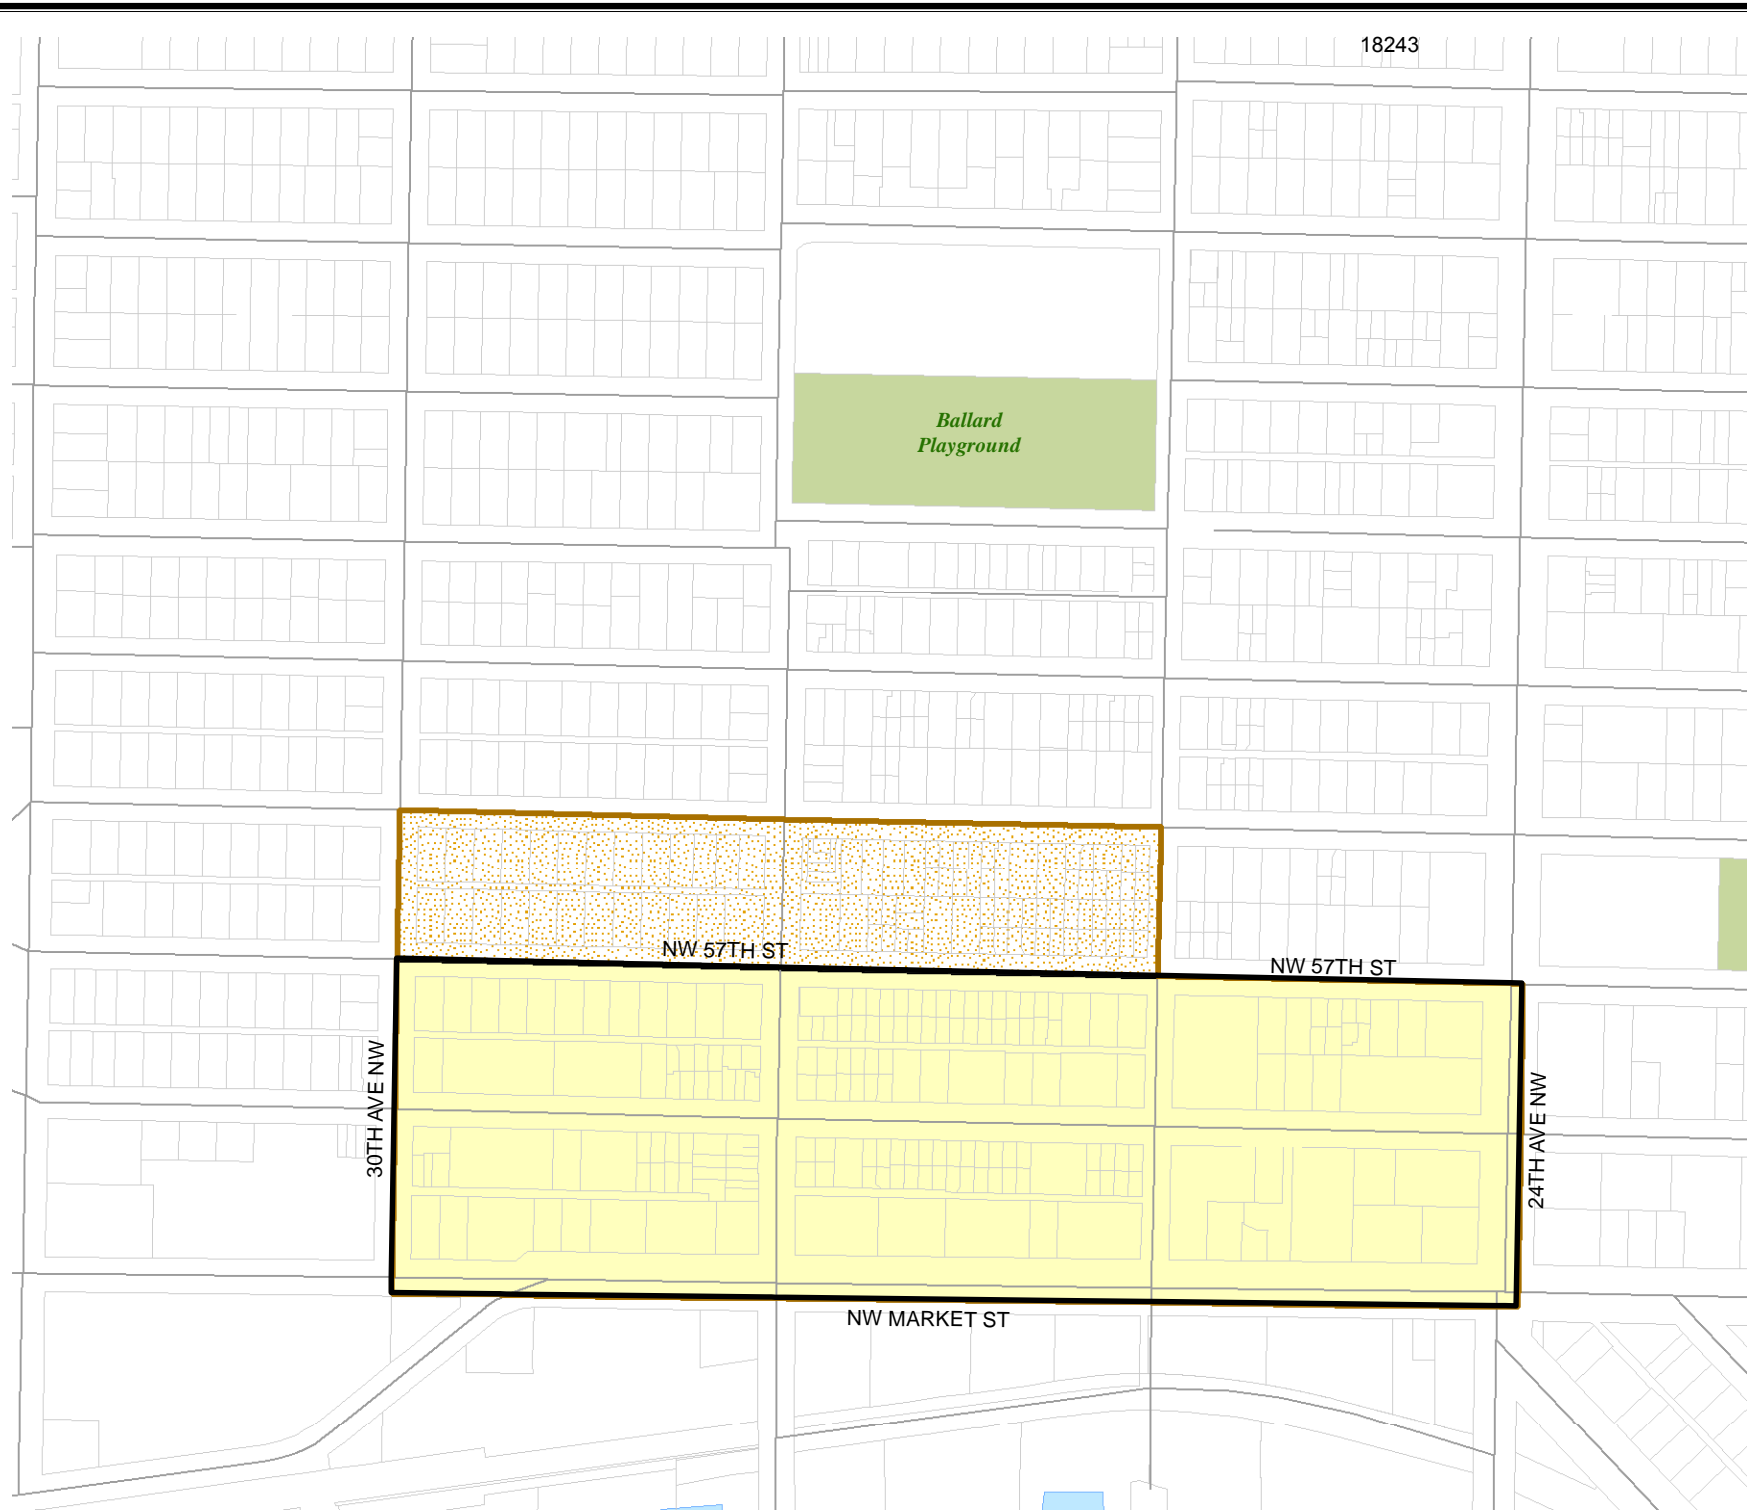 18243
Ballard
Playground
NW 57TH ST
NW 57TH ST
30TH AVE NW
24TH AVE NW
NW MARKET ST